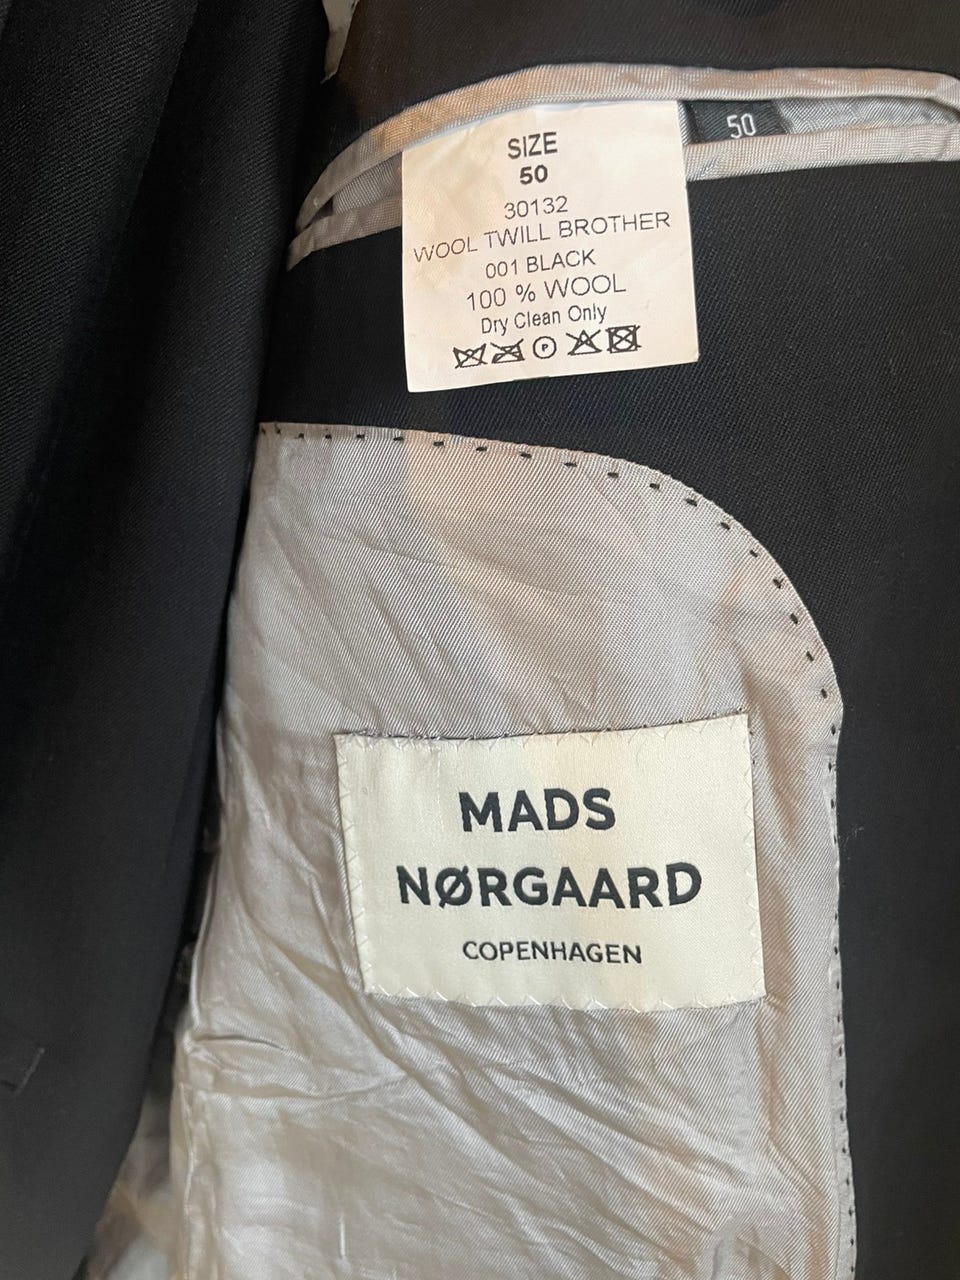 SIZE
50
30132
WOOL TWILL BROTHER
001 BLACK
100 % WOOL
Dry Clean Only
P
50
MADS
NØRGAARD
COPENHAGEN